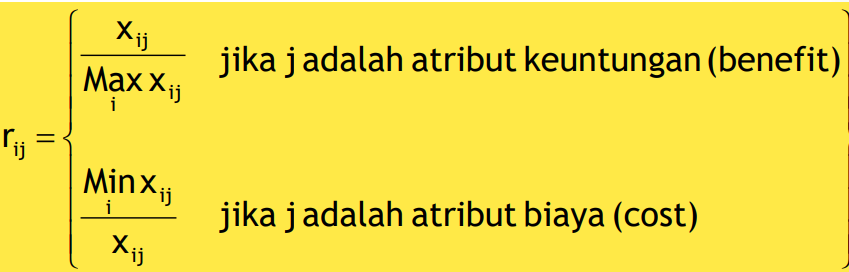 r_ij = { x_ij / Max_i x_ij jika j adalah atribut keuntungan (benefit)
Min_i x_ij / x_ij jika j adalah atribut biaya (cost) }